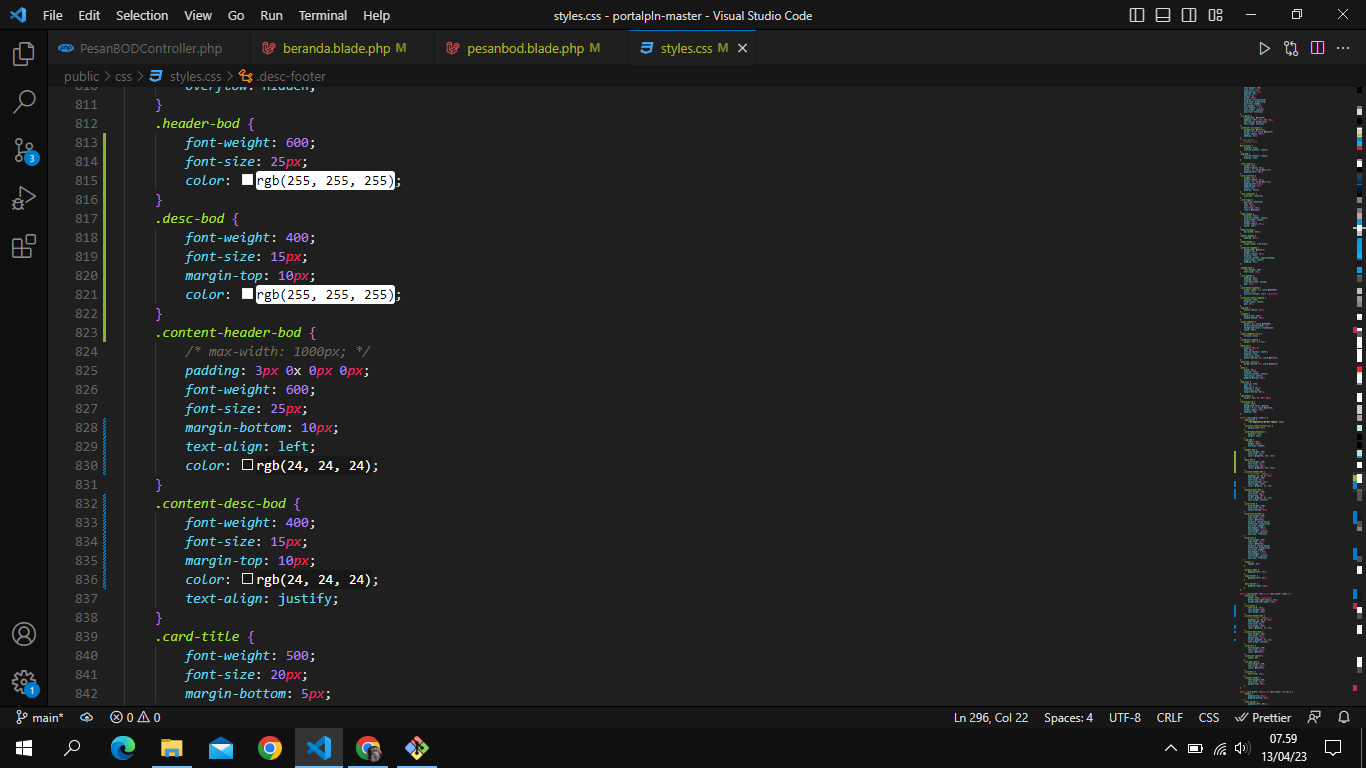 File Edit Selection View Go Run Terminal Help styles.css - portalpln-master - Visual Studio Code
PesanBODController.php beranda.blade.php M pesanbod.blade.php M styles.css M
public > css > styles.css > .desc-footer
810 overflow: hidden;
811 }
812 .header-bod {
813 font-weight: 600;
814 font-size: 25px;
815 color: rgb(255, 255, 255);
816 }
817 .desc-bod {
818 font-weight: 400;
819 font-size: 15px;
820 margin-top: 10px;
821 color: rgb(255, 255, 255);
822 }
823 .content-header-bod {
824 /* max-width: 1000px; */
825 padding: 3px 0x 0px 0px;
826 font-weight: 600;
827 font-size: 25px;
828 margin-bottom: 10px;
829 text-align: left;
830 color: rgb(24, 24, 24);
831 }
832 .content-desc-bod {
833 font-weight: 400;
834 font-size: 15px;
835 margin-top: 10px;
836 color: rgb(24, 24, 24);
837 text-align: justify;
838 }
839 .card-title {
840 font-weight: 500;
841 font-size: 20px;
842 margin-bottom: 5px;
3
1
main* 0 0 Ln 296, Col 22 Spaces: 4 UTF-8 CRLF CSS Prettier
07.59
13/04/23